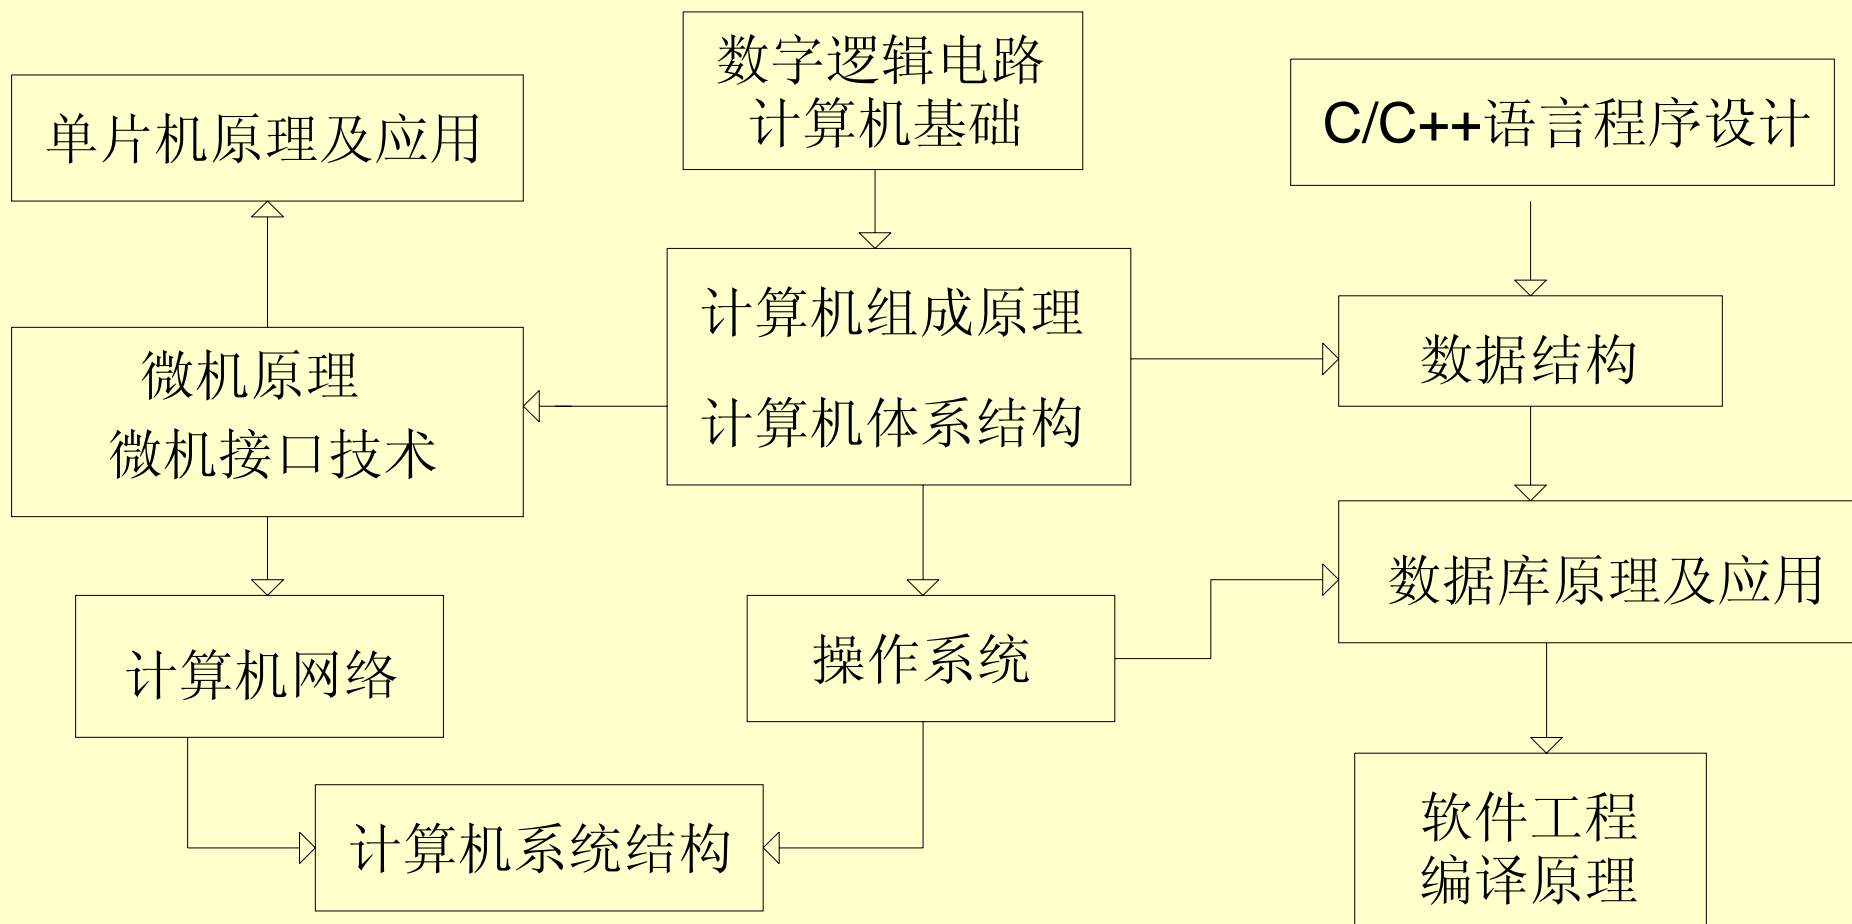 数字逻辑电路
计算机基础
单片机原理及应用
C/C++语言程序设计
计算机组成原理
计算机体系结构
数据结构
微机原理
微机接口技术
数据库原理及应用
计算机网络
操作系统
计算机系统结构
软件工程
编译原理